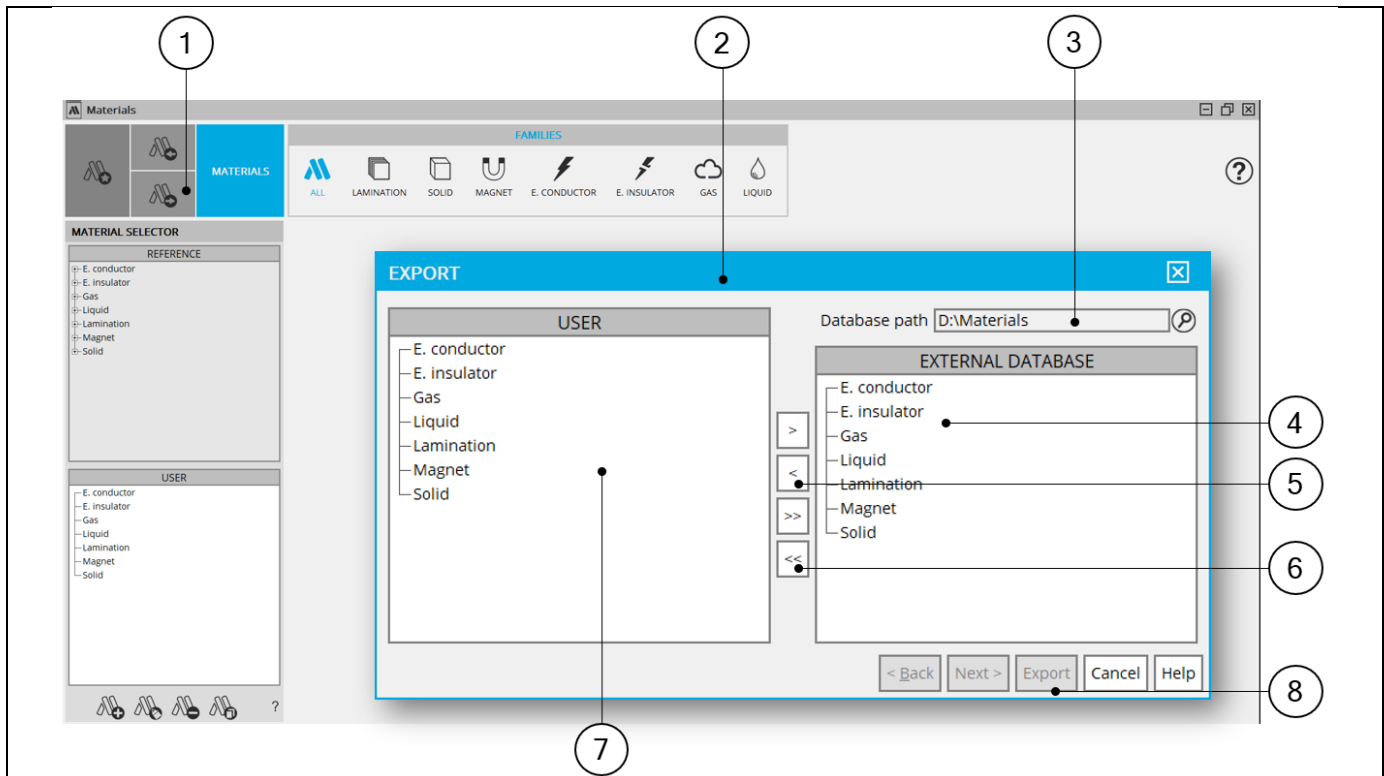 1
2
3
Materials
MATERIALS
FAMILIES
ALL
LAMINATION
SOLID
MAGNET
E. CONDUCTOR
E. INSULATOR
GAS
LIQUID
?
MATERIAL SELECTOR
REFERENCE
E. conductor
E. insulator
Gas
Liquid
Lamination
Magnet
Solid
USER
E. conductor
E. insulator
Gas
Liquid
Lamination
Magnet
Solid
?
EXPORT
USER
E. conductor
E. insulator
Gas
Liquid
Lamination
Magnet
Solid
>
<
>>
<<
Database path D:\Materials
EXTERNAL DATABASE
E. conductor
E. insulator
Gas
Liquid
Lamination
Magnet
Solid
< Back Next > Export Cancel Help
4
5
6
8
7